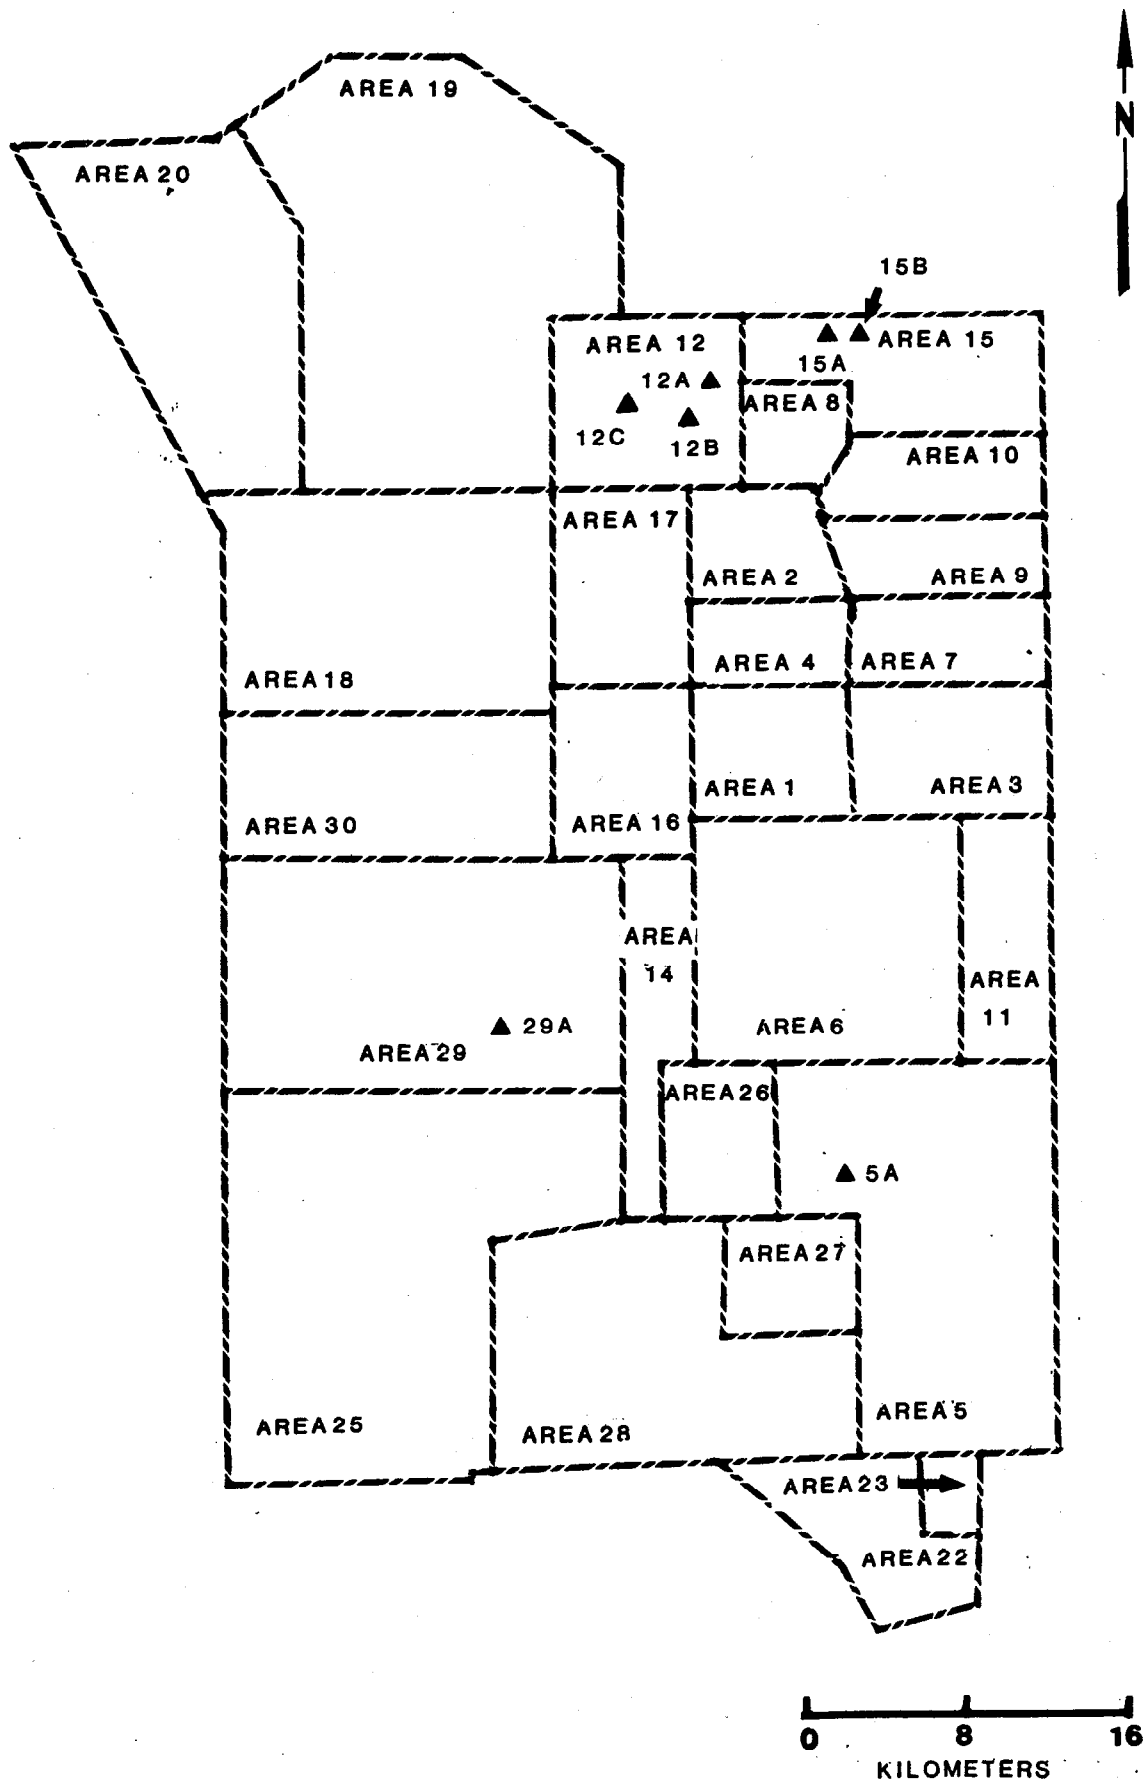 AREA 19
N
AREA 20
15B
AREA 12
AREA 15
15A
12A
AREA 8
12C
12B
AREA 10
AREA 17
AREA 2
AREA 9
AREA 4
AREA 7
AREA 18
AREA 1
AREA 3
AREA 30
AREA 16
AREA
14
AREA
11
29A
AREA 6
AREA 29
AREA 26
5A
AREA 27
AREA 5
AREA 25
AREA 28
AREA 23
AREA 22
0 8 16
KILOMETERS